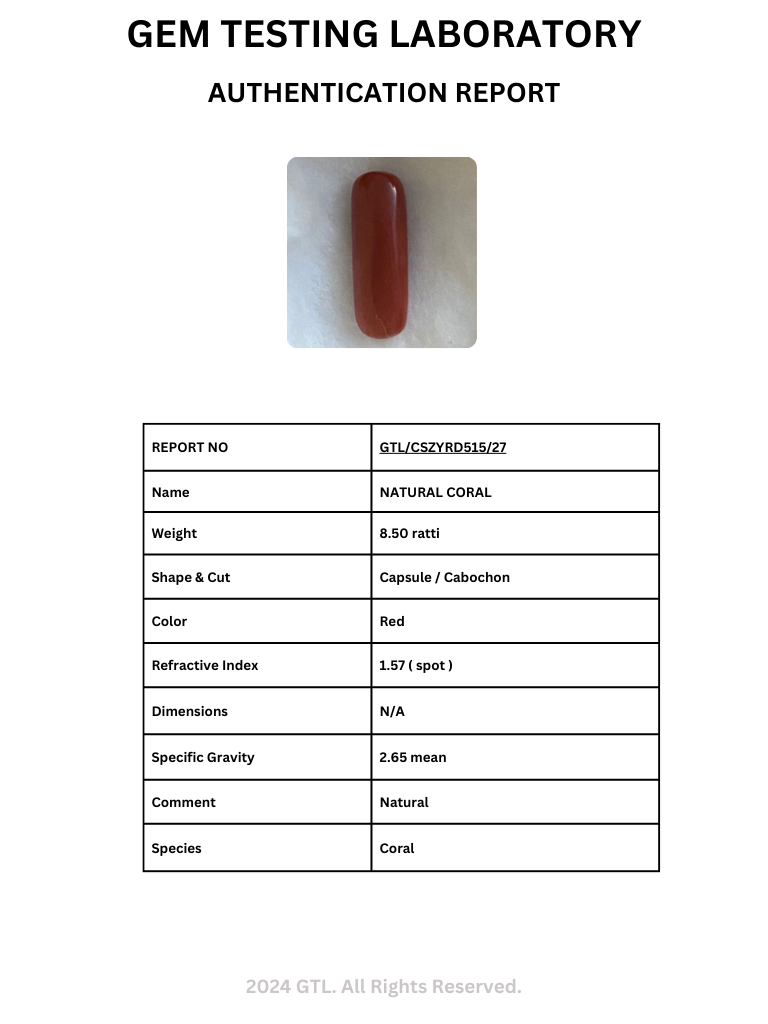 GEM TESTING LABORATORY
AUTHENTICATION REPORT
REPORT NO GTL/CSZYRD515/27
Name NATURAL CORAL
Weight 8.50 ratti
Shape & Cut Capsule / Cabochon
Color Red
Refractive Index 1.57 ( spot )
Dimensions N/A
Specific Gravity 2.65 mean
Comment Natural
Species Coral
2024 GTL. All Rights Reserved.